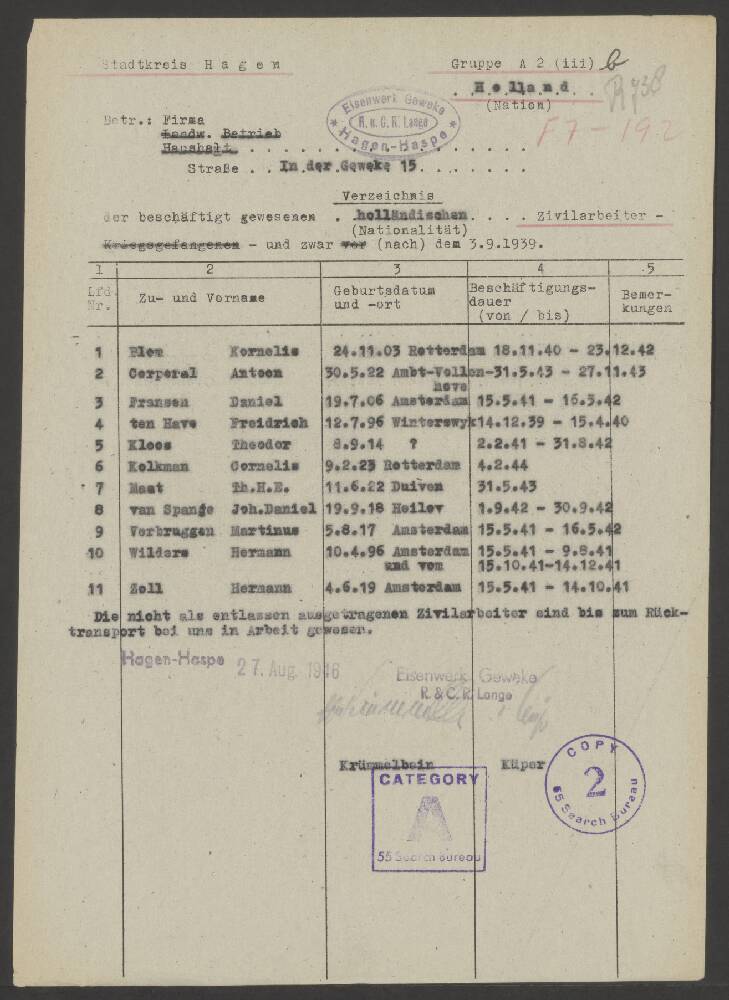 Stadtkreis Hagen Gruppe A 2 (iii) b
Holland
(Nation)
R 738
F7-192
Betr.: Firma
Landw. Betrieb
Haushalt
Eisenwerk Geweke
R. u. C. R. Lange
Hagen-Haspe
Straße . . In der Geweke 15. . . . . . .
Verzeichnis
der beschäftigt gewesenen . holländischen. . . . Zivilarbeiter -
(Nationalität)
Kriegsgefangenen - und zwar vor (nach) dem 3.9.1939.
1 2 3 4 5
Lfd. Nr. Zu- und Vorname Geburtsdatum und -ort Beschäftigungs-dauer (von / bis) Bemer-kungen
1 Blom Kornelis 24.11.03 Rotterdam 18.11.40 - 23.12.42
2 Corporal Antoon 30.5.22 Ambt-Vollen-31.5.43 - 27.11.43
hove
3 Fransen Daniel 19.7.06 Amsterdam 15.5.41 - 16.5.42
4 ten Have Freidrich 12.7.96 Winterswyk14.12.39 - 15.4.40
5 Kloos Theodor 8.9.14 ? 2.2.41 - 31.8.42
6 Kolkman Cornelis 9.2.23 Rotterdam 4.2.44
7 Maat Th.H.E. 11.6.22 Duiven 31.5.43
8 van Spanje Joh.Daniel 19.9.18 Heilev 1.9.42 - 30.9.42
9 Verbruggen Martinus 5.8.17 Amsterdam 15.5.41 - 16.5.42
10 Wilders Hermann 10.4.96 Amsterdam 15.5.41 - 9.8.41
und vom 15.10.41-14.12.41
11 Zoll Hermann 4.6.19 Amsterdam 15.5.41 - 14.10.41
Die nicht als entlassen ausgetragenen Zivilarbeiter sind bis zum Rück-
transport bei uns in Arbeit gewesen.
Hagen-Haspe 27. Aug. 1946 Eisenwerk Geweke
R. & C. R. Lange
Krümmelbein Küper
CATEGORY
A
55 Search Bureau
COPY
2
55 Search Bureau